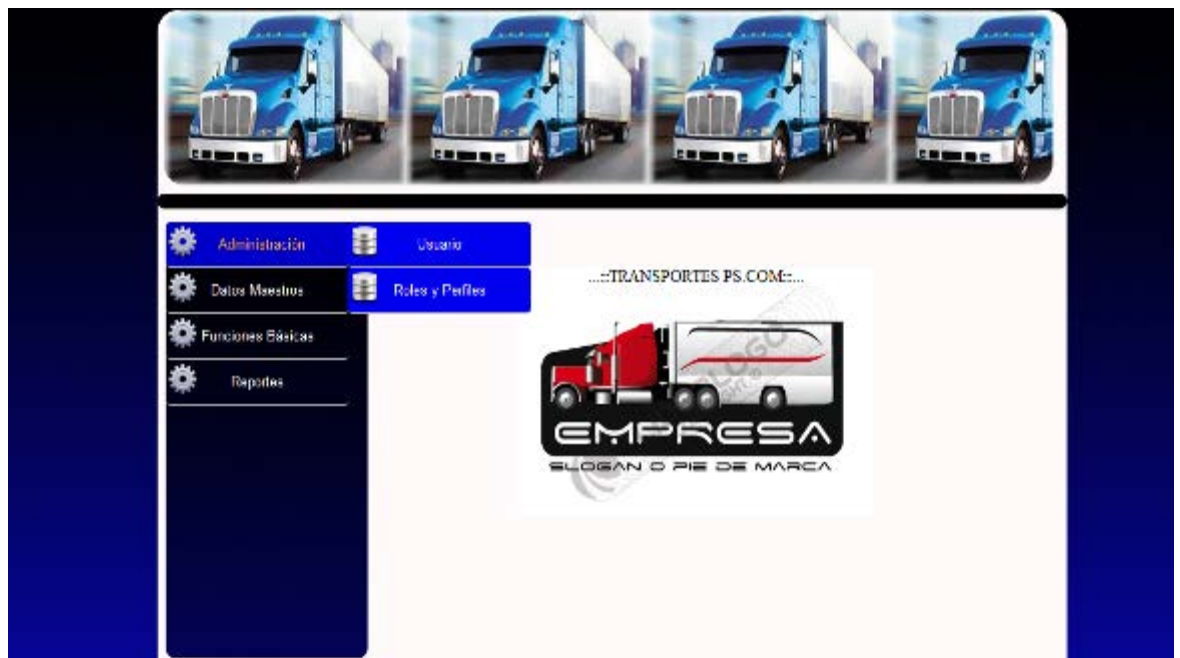 Administración
Usuario
Datos Maestros
Roles y Perfiles
Funciones Básicas
Reportes
...::TRANSPORTES PS.COM::...
EMPRESA
SLOGAN O PIE DE MARCA